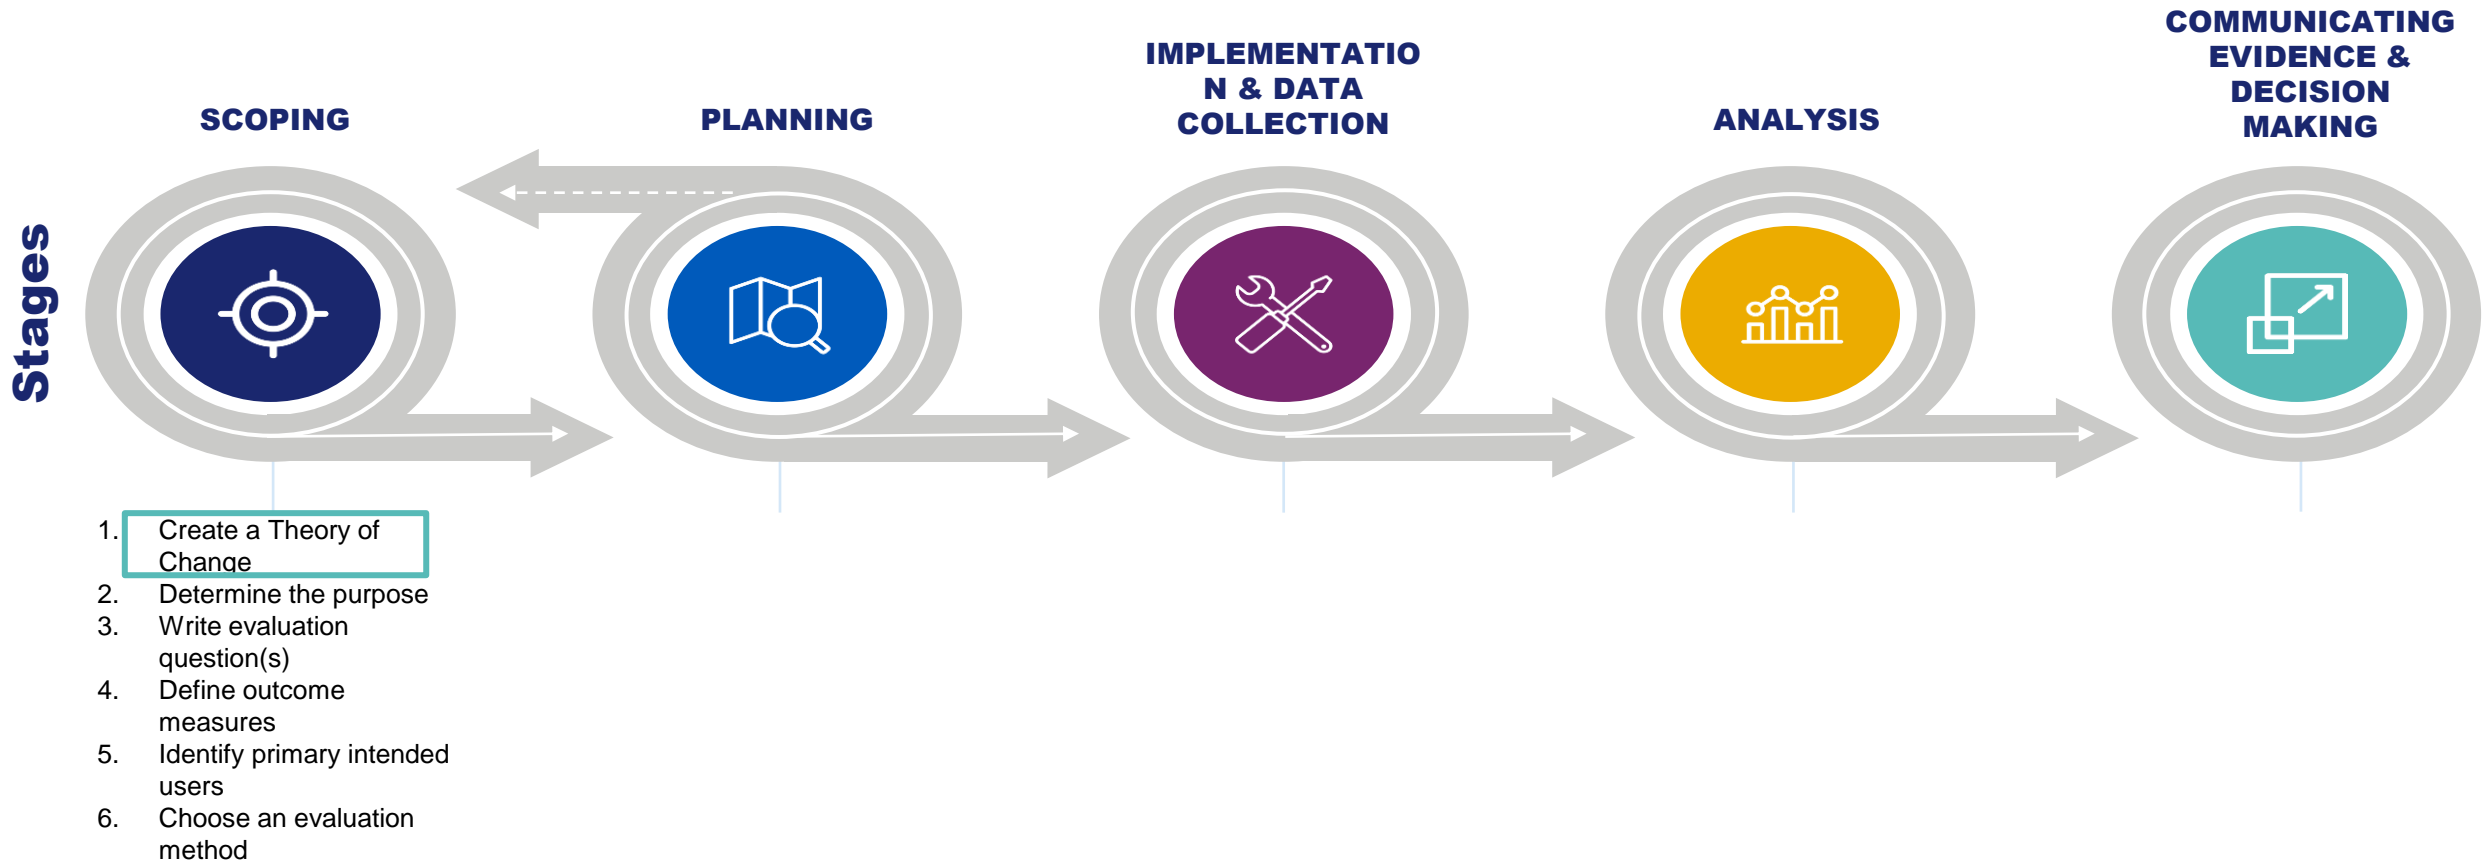 COMMUNICATING
EVIDENCE &
DECISION
MAKING
IMPLEMENTATIO
N & DATA
COLLECTION
SCOPING
PLANNING
ANALYSIS
Stages
1. Create a Theory of
Change
2. Determine the purpose
3. Write evaluation
question(s)
4. Define outcome
measures
5. Identify primary intended
users
6. Choose an evaluation
method